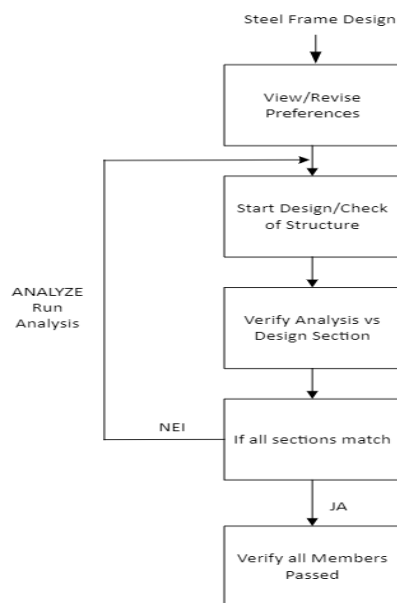 Steel Frame Design
View/Revise
Preferences
Start Design/Check
of Structure
ANALYZE
Run
Analysis
Verify Analysis vs
Design Section
NEI
If all sections match
JA
Verify all Members
Passed